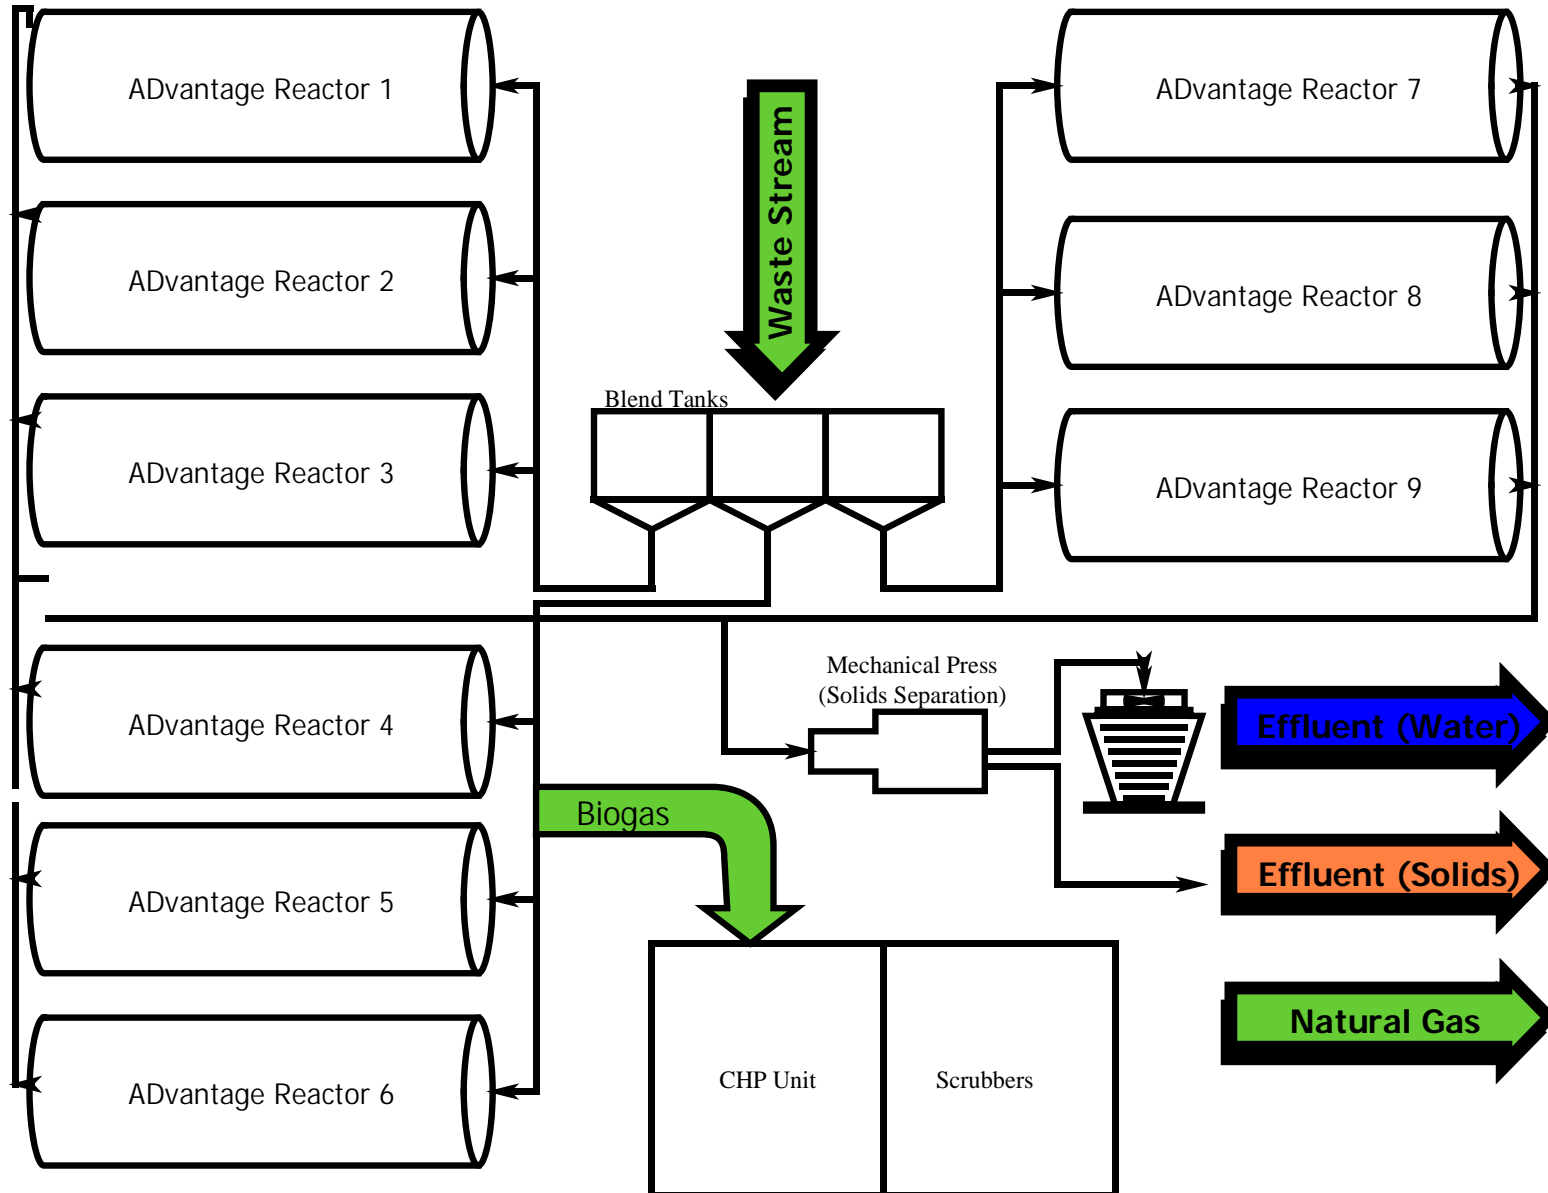 ADvantage Reactor 1
ADvantage Reactor 2
ADvantage Reactor 3
ADvantage Reactor 4
ADvantage Reactor 5
ADvantage Reactor 6
Waste Stream
Blend Tanks
ADvantage Reactor 7
ADvantage Reactor 8
ADvantage Reactor 9
Mechanical Press
(Solids Separation)
Biogas
CHP Unit
Scrubbers
Effluent (Water)
Effluent (Solids)
Natural Gas